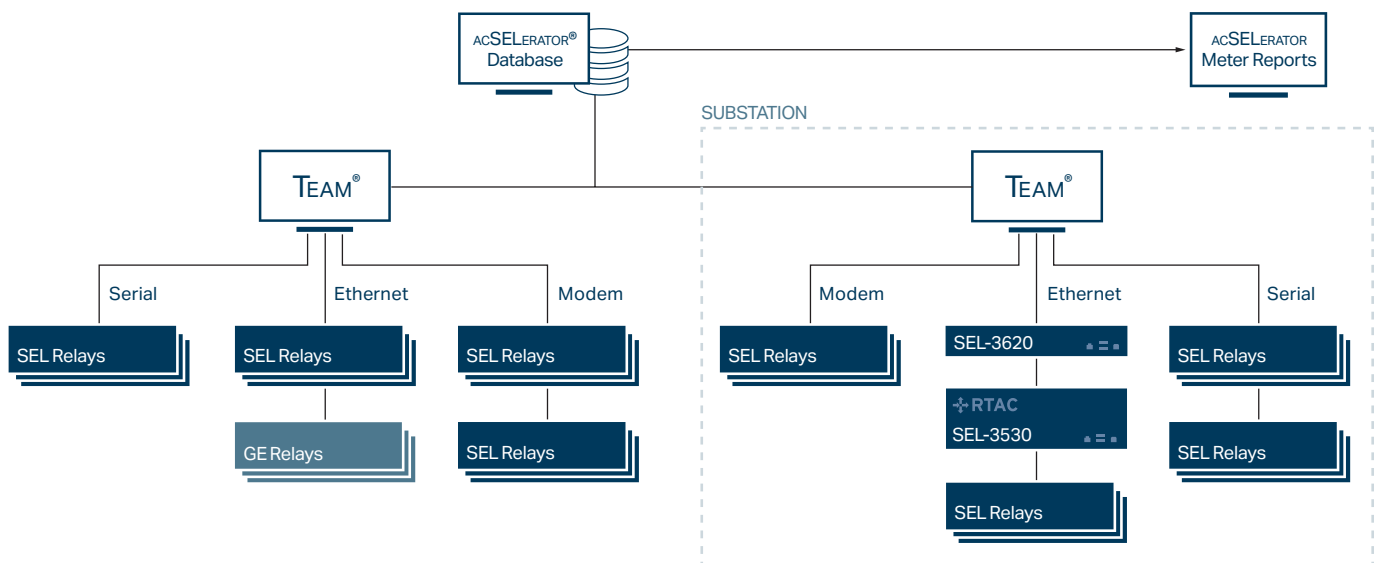 ACSELERATOR®
Database
ACSELERATOR
Meter Reports
SUBSTATION
TEAM®
TEAM®
Serial
Ethernet
Modem
Modem
Ethernet
Serial
SEL Relays
SEL Relays
SEL Relays
SEL Relays
SEL-3620
SEL Relays
RTAC
SEL-3530
GE Relays
SEL Relays
SEL Relays
SEL Relays